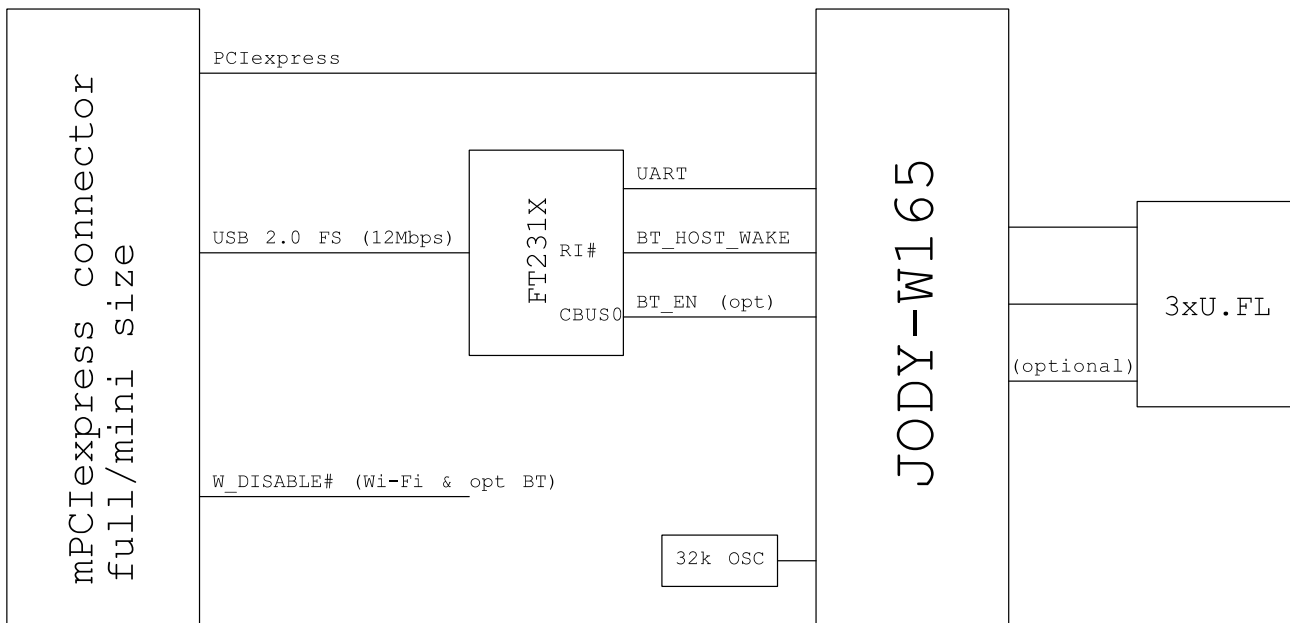 mPCIexpress connector
full/mini size
PCIexpress
USB 2.0 FS (12Mbps)
W_DISABLE# (Wi-Fi & opt BT)
FT231X
RI#
CBUS0
UART
BT_HOST_WAKE
BT_EN (opt)
32k OSC
JODY-W165
(optional)
3xU.FL